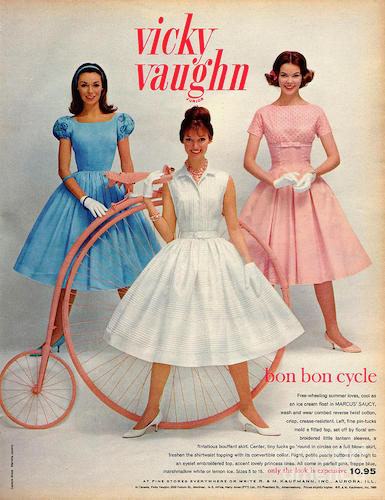 vicky
vaughn
JUNIOR
bon bon cycle
Free-wheeling summer loves, cool as
an ice cream float in MARCUS' SAUCY,
wash and wear combed reverse twist cotton,
crisp, crease-resistant. Left, fine pin-tucks
mold a fitted top, set off by floral em-
broidered little lantern sleeves, a
flirtatious bouffant skirt. Center, tiny tucks go 'round in circles on a full blown skirt,
freshen the shirtwaist topping with its convertible collar. Right, petite pearly buttons ride high to
an eyelet embroidered top, accent lovely princess lines. All come in parfait pink, frappe blue,
marshmallow white or lemon ice. Sizes 5 to 15. only the look is expensive 10.95
AT FINE STORES EVERYWHERE OR WRITE R. & M. KAUFMANN, INC., AURORA, ILL.